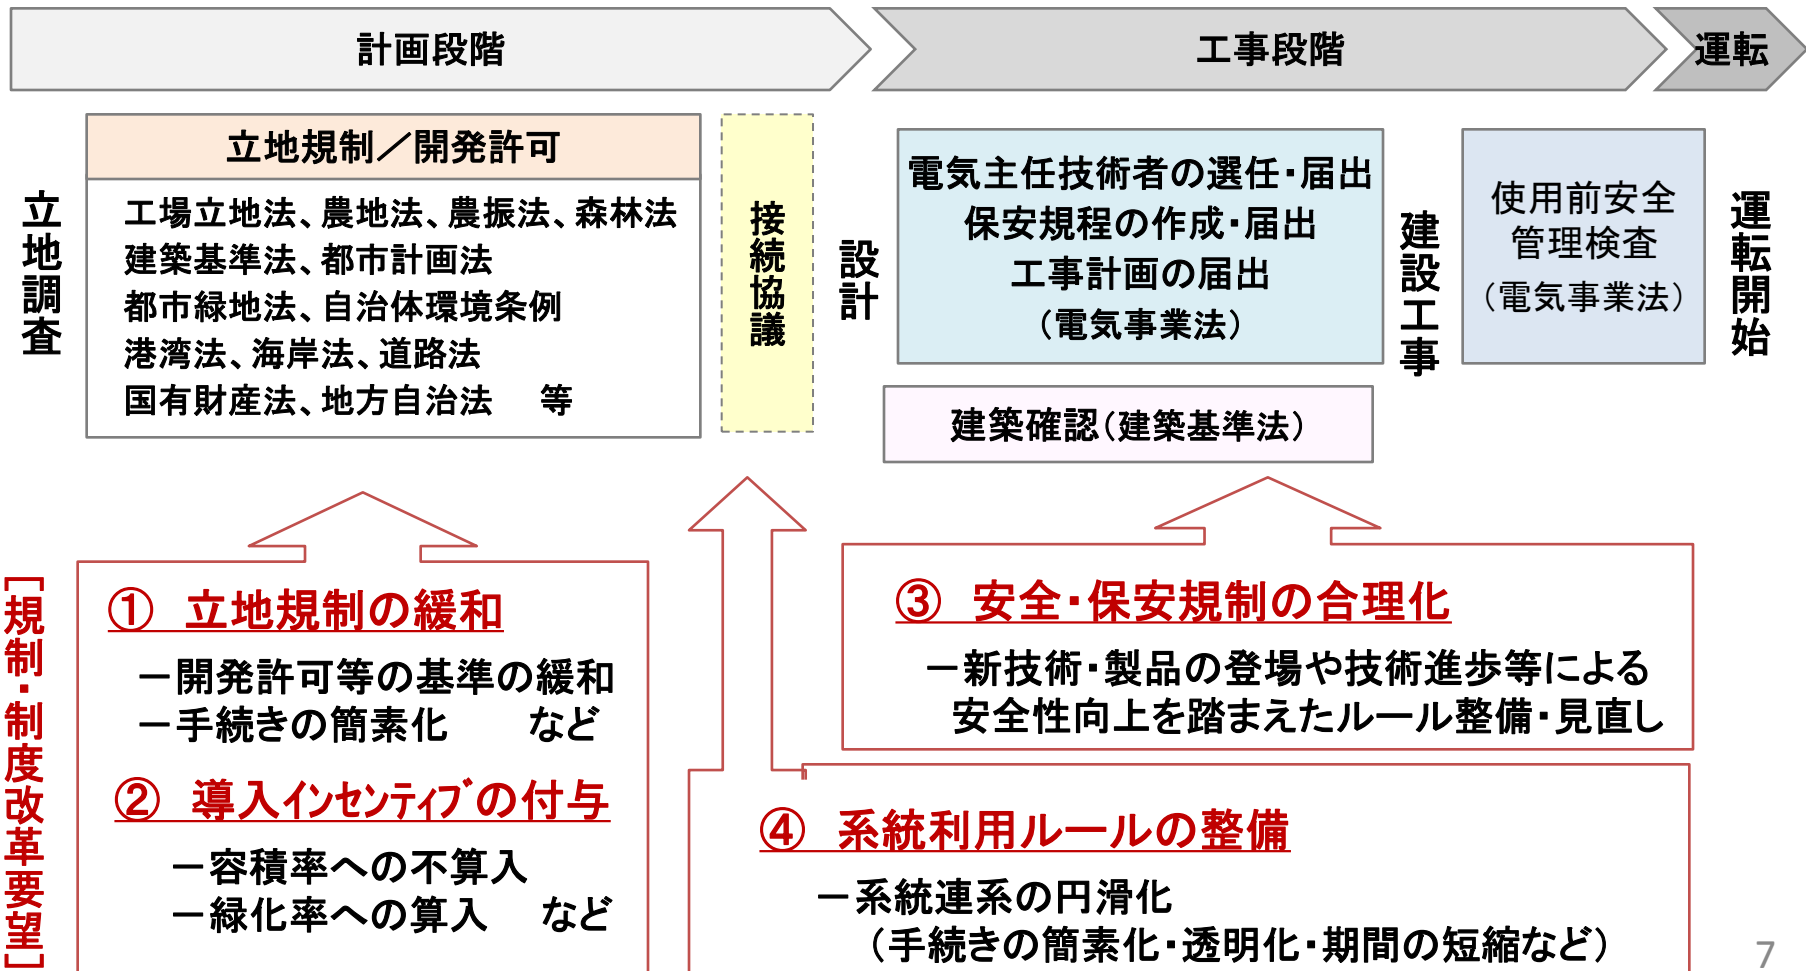 計画段階
工事段階
運転
立地調査
立地規制／開発許可
工場立地法、農地法、農振法、森林法
建築基準法、都市計画法
都市緑地法、自治体環境条例
港湾法、海岸法、道路法
国有財産法、地方自治法　等
接続協議
設計
電気主任技術者の選任・届出
保安規程の作成・届出
工事計画の届出
（電気事業法）
建築確認（建築基準法）
建設工事
使用前安全
管理検査
（電気事業法）
運転開始
［規制・制度改革要望］
①　立地規制の緩和
－開発許可等の基準の緩和
－手続きの簡素化　　など
②　導入ｲﾝｾﾝﾃｨﾌﾞの付与
－容積率への不算入
－緑化率への算入　など
③　安全・保安規制の合理化
－新技術・製品の登場や技術進歩等による
安全性向上を踏まえたルール整備・見直し
④　系統利用ルールの整備
－系統連系の円滑化
（手続きの簡素化・透明化・期間の短縮など）
7